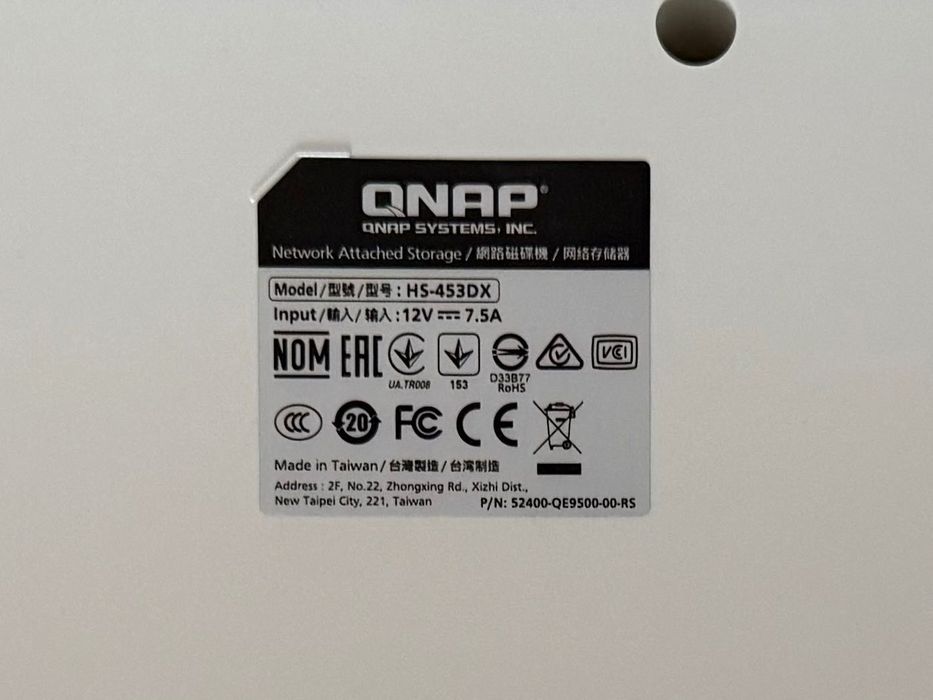 QNAP®
QNAP SYSTEMS, INC.
Network Attached Storage / 網路磁碟機 / 网络存储器
Model / 型號 / 型号 : HS-453DX
Input / 輸入 / 输入 : 12V ⎓ 7.5A
NOM EAC UA.TR008 153 D33B77 RoHS VCI
CCC 20 FC CE
Made in Taiwan / 台灣製造 / 台湾制造
Address : 2F, No.22, Zhongxing Rd., Xizhi Dist.,
New Taipei City, 221, Taiwan P/N: 52400-QE9500-00-RS